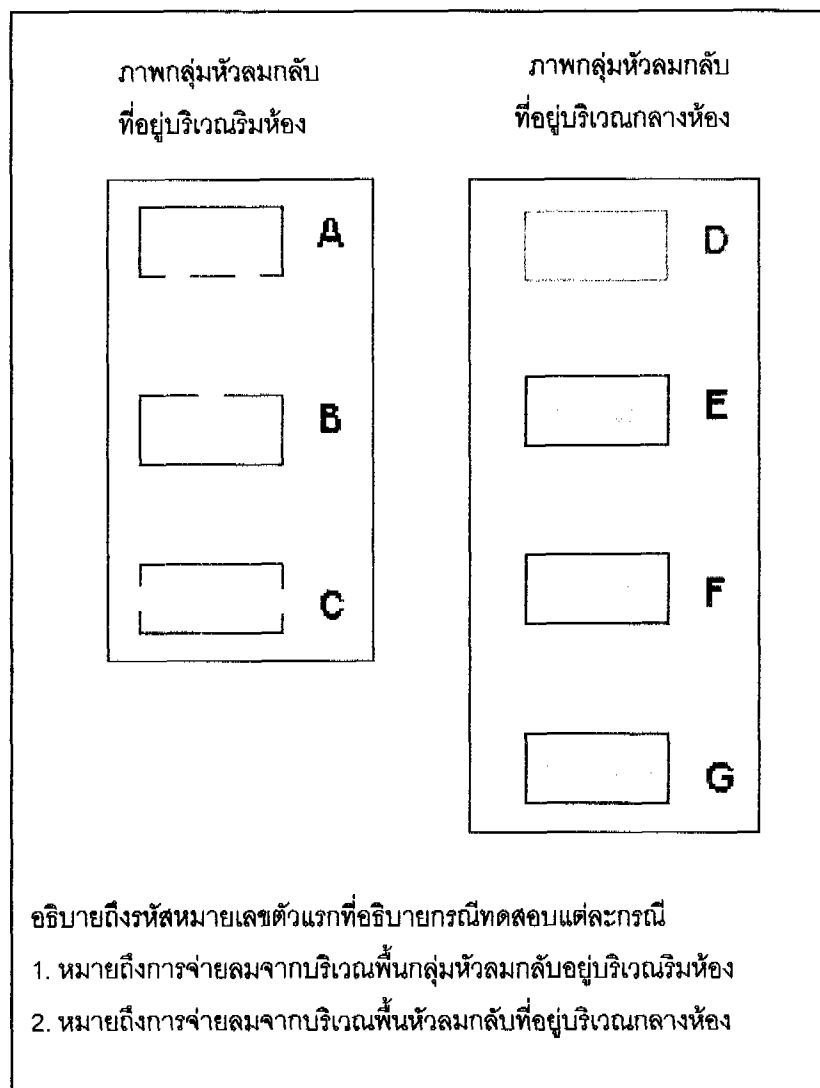 ภาพกลุ่มหัวลมกลับ
ที่อยู่บริเวณริมห้อง
A
B
C
ภาพกลุ่มหัวลมกลับ
ที่อยู่บริเวณกลางห้อง
D
E
F
G
อธิบายถึงรหัสหมายเลขตัวแรกที่อธิบายกรณีทดสอบแต่ละกรณี
1. หมายถึงการจ่ายลมจากบริเวณพื้นกลุ่มหัวลมกลับอยู่บริเวณริมห้อง
2. หมายถึงการจ่ายลมจากบริเวณพื้นหัวลมกลับที่อยู่บริเวณกลางห้อง